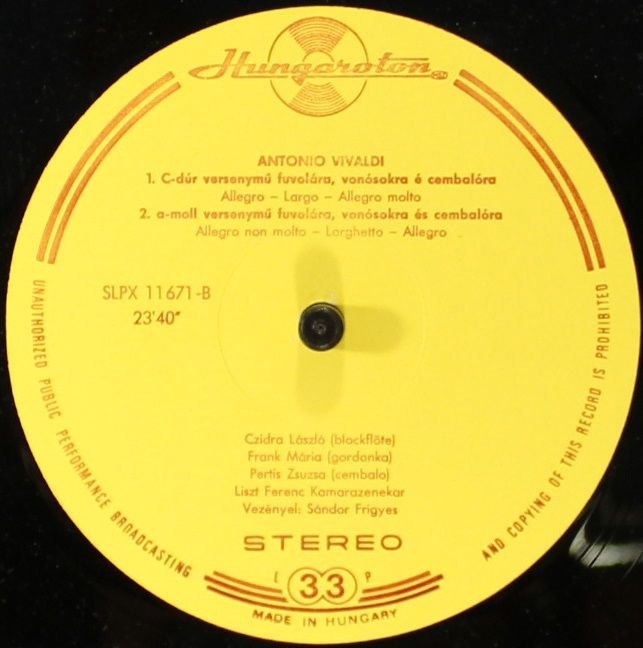 Hungaroton
ANTONIO VIVALDI
1. C-dúr versenymű fuvolára, vonósokra é cembalóra
Allegro – Largo – Allegro molto
2. a-moll versenymű fuvolára, vonósokra és cembalóra
Allegro non molto – Larghetto – Allegro
SLPX 11671-B
23'40"
Czidra László (blockflöte)
Frank Mária (gordonka)
Pertis Zsuzsa (cembalo)
Liszt Ferenc Kamarazenekar
Vezényel: Sándor Frigyes
STEREO
L 33 P
MADE IN HUNGARY
UNAUTHORIZED PUBLIC PERFORMANCE BROADCASTING
AND COPYING OF THIS RECORD IS PROHIBITED